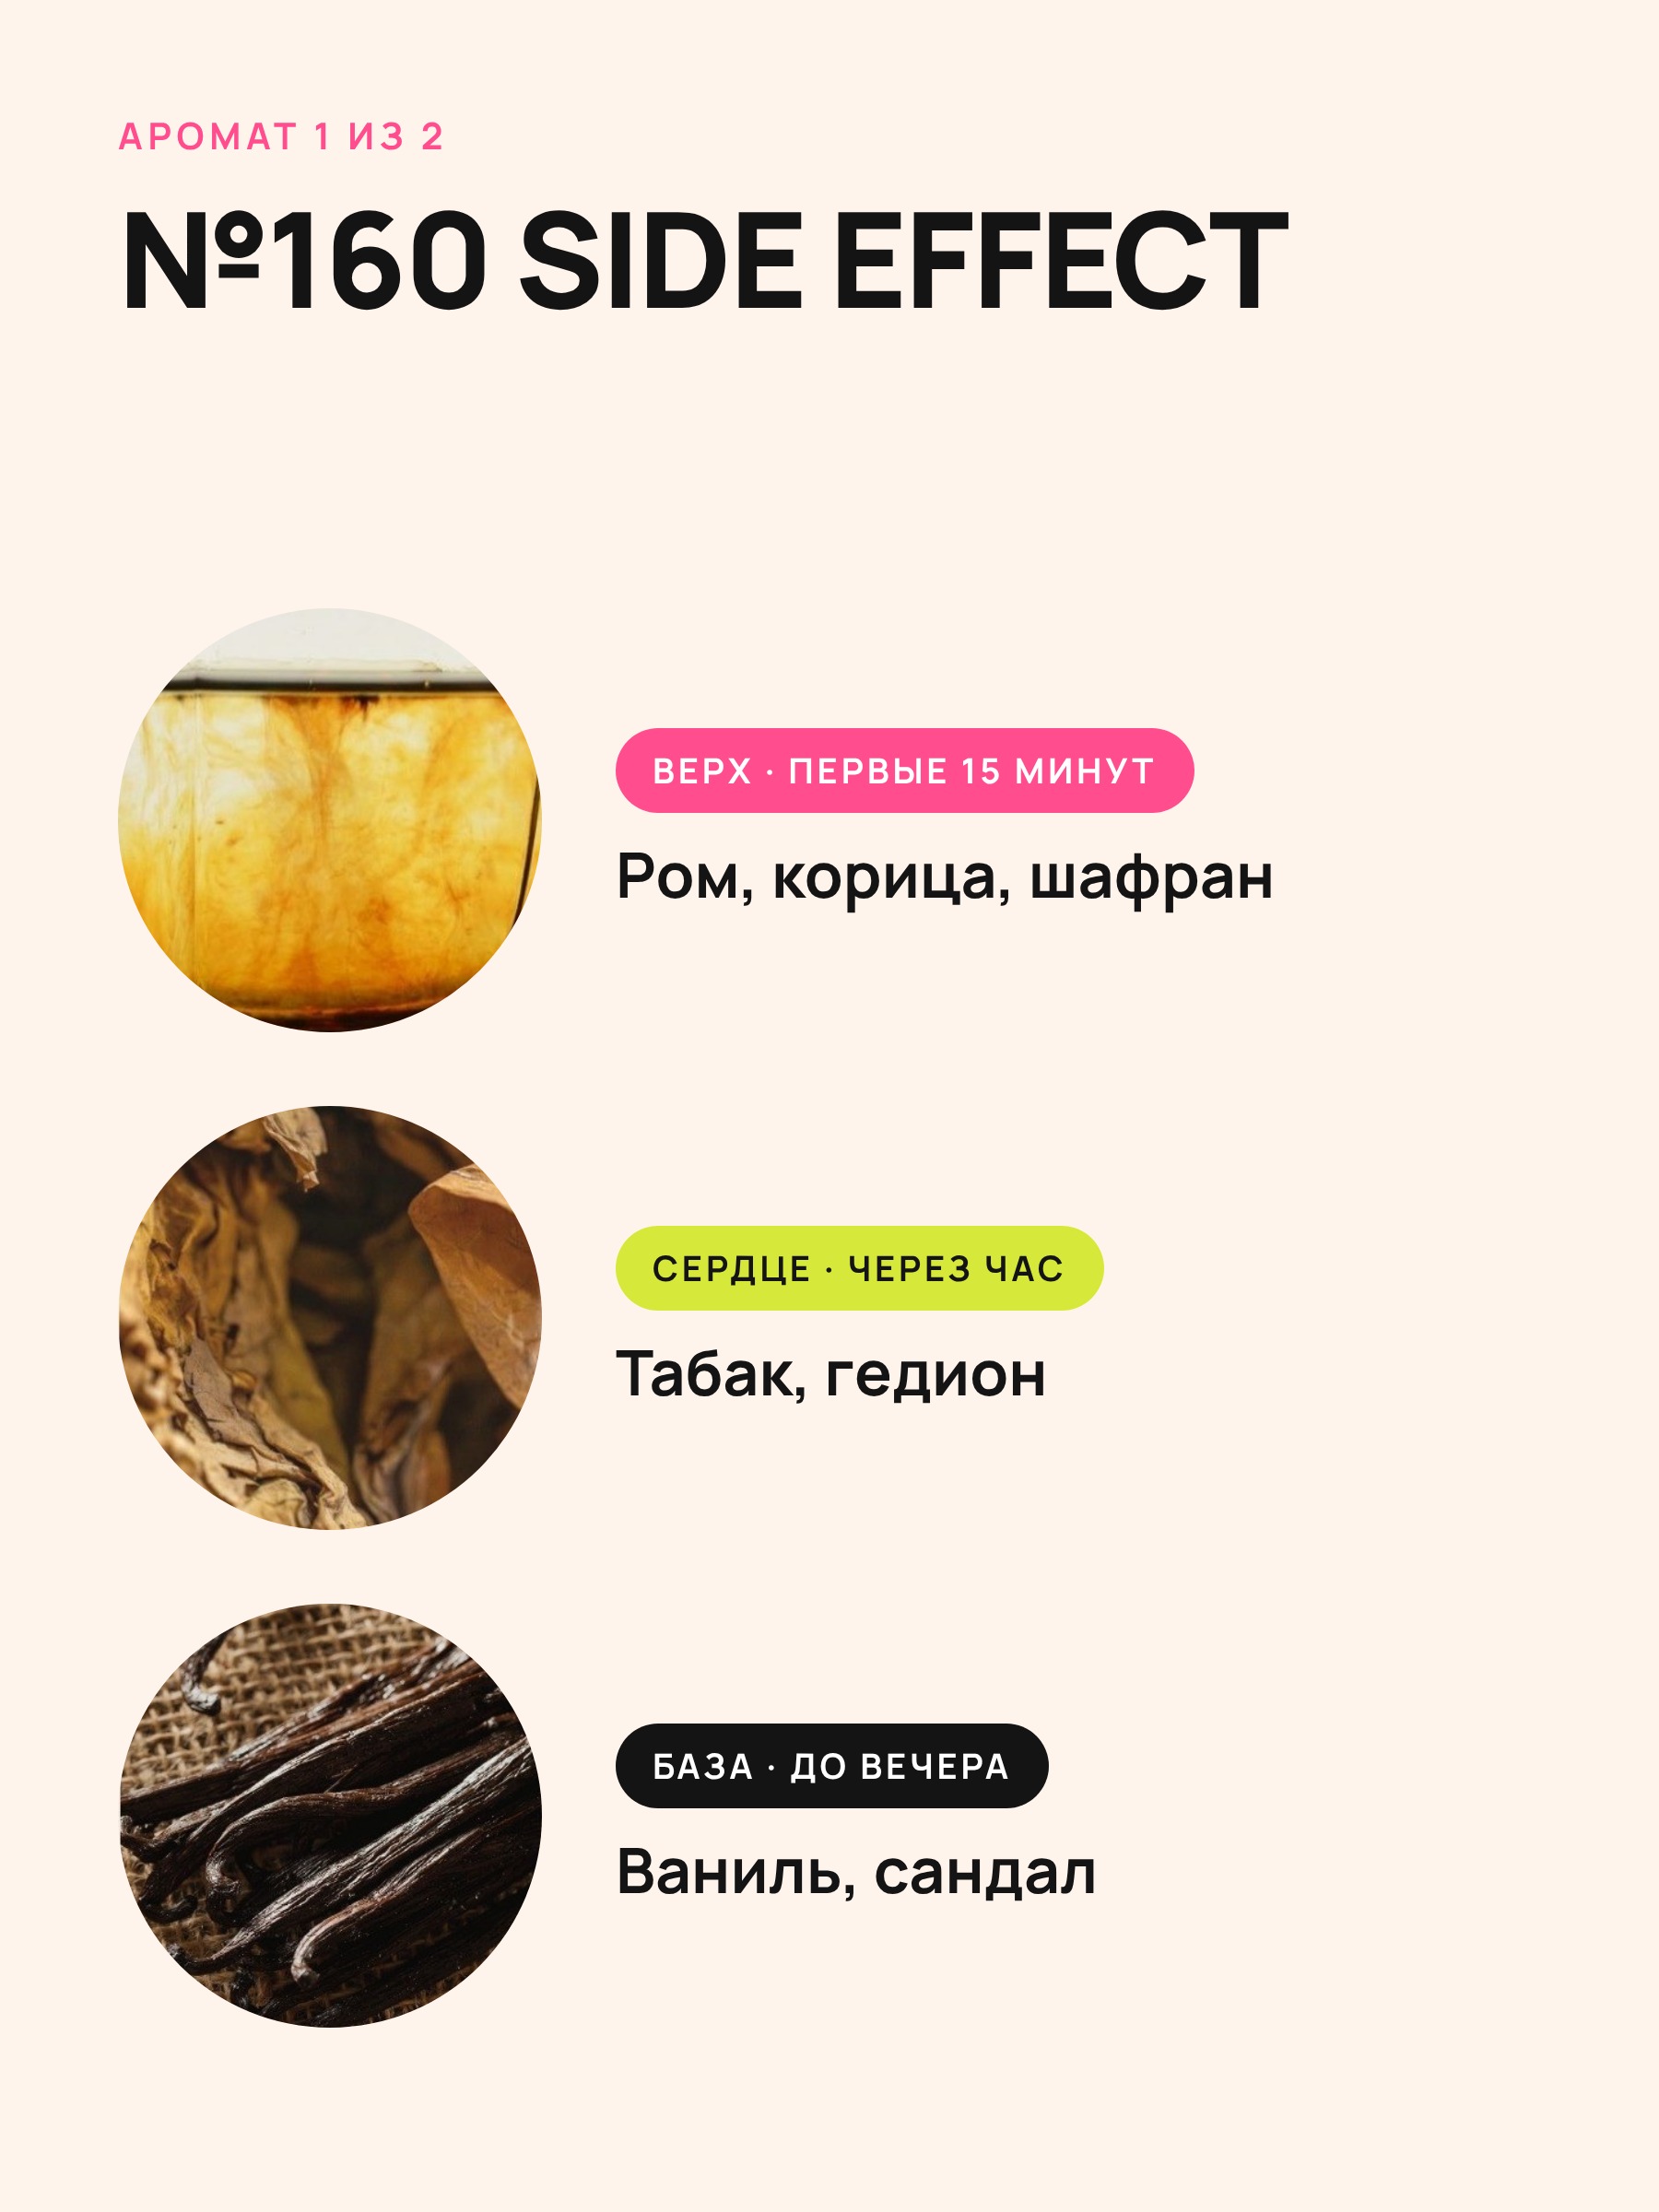 АРОМАТ 1 ИЗ 2
№160 SIDE EFFECT
ВЕРХ · ПЕРВЫЕ 15 МИНУТ
Ром, корица, шафран
СЕРДЦЕ · ЧЕРЕЗ ЧАС
Табак, гедион
БАЗА · ДО ВЕЧЕРА
Ваниль, сандал